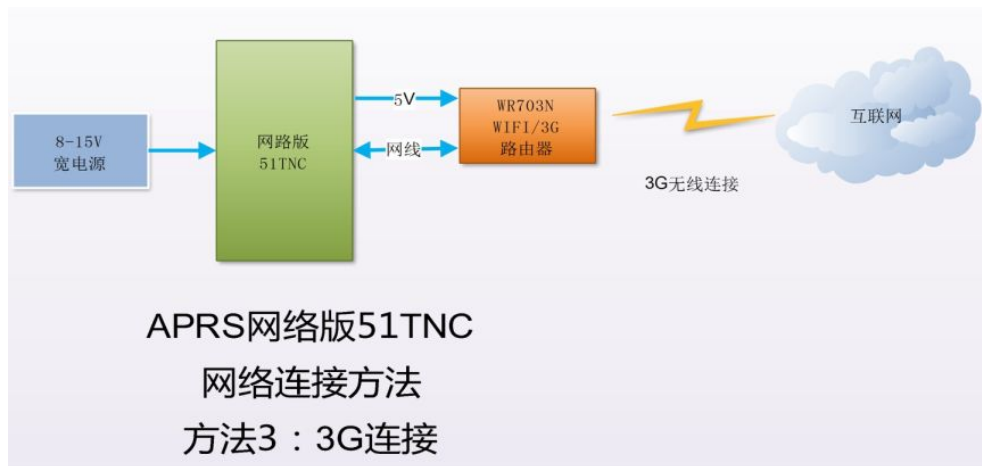 8-15V
宽电源
网路版
51TNC
5V
网线
WR703N
WIFI/3G
路由器
3G无线连接
互联网
APRS网络版51TNC
网络连接方法
方法3：3G连接